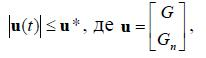 |u(t)| ≤ u*, де u = [G
Gₙ],